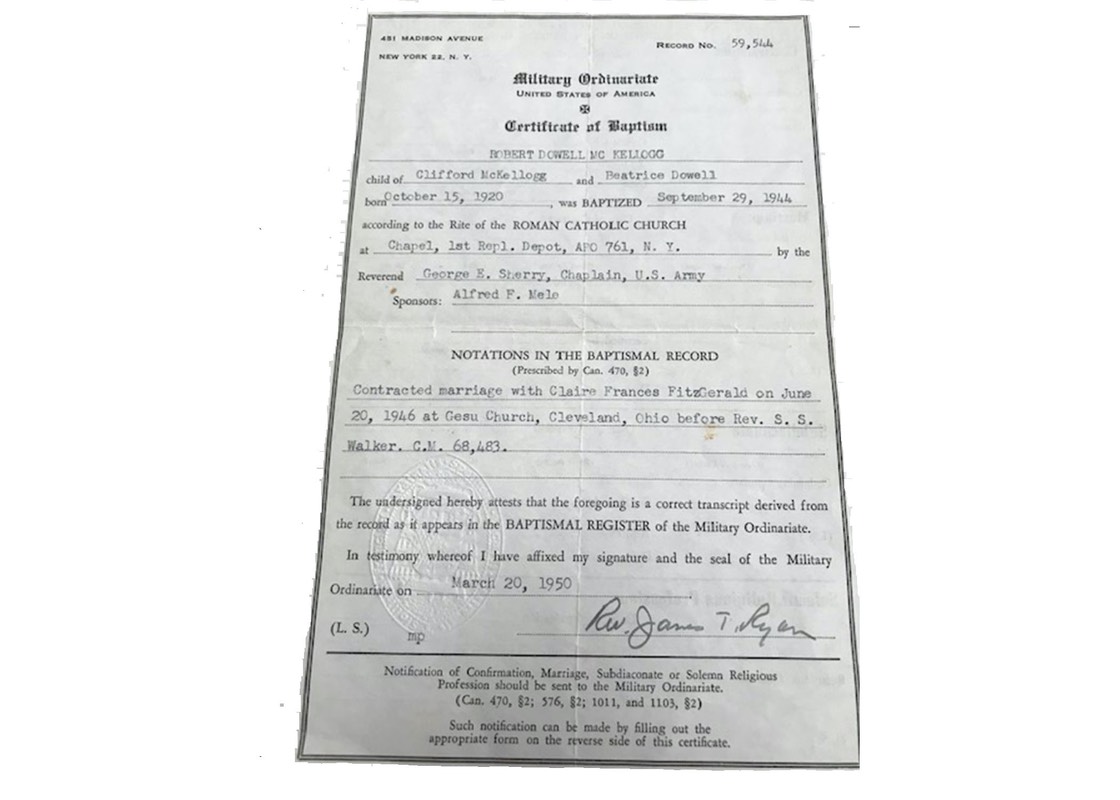 451 MADISON AVENUE
NEW YORK 22, N. Y.
RECORD NO. 59,544
Military Ordinariate
UNITED STATES OF AMERICA
Certificate of Baptism
ROBERT DOWELL MC KELLOGG
child of Clifford McKellogg and Beatrice Dowell
born October 15, 1920, was BAPTIZED September 29, 1944
according to the Rite of the ROMAN CATHOLIC CHURCH
at Chapel, 1st Repl. Depot, APO 761, N. Y. by the
Reverend George E. Sherry, Chaplain, U.S. Army
Sponsors: Alfred F. Melo
NOTATIONS IN THE BAPTISMAL RECORD
(Prescribed by Can. 470, §2)
Contracted marriage with Claire Frances FitzGerald on June
20, 1946 at Gesu Church, Cleveland, Ohio before Rev. S. S.
Walker. C.M. 68,483.
The undersigned hereby attests that the foregoing is a correct transcript derived from
the record as it appears in the BAPTISMAL REGISTER of the Military Ordinariate.
In testimony whereof I have affixed my signature and the seal of the Military
Ordinariate on March 20, 1950
(L. S.) mp Rev. James T. Ryan
Notification of Confirmation, Marriage, Subdiaconate or Solemn Religious
Profession should be sent to the Military Ordinariate.
(Can. 470, §2; 576, §2; 1011, and 1103, §2)
Such notification can be made by filling out the
appropriate form on the reverse side of this certificate.